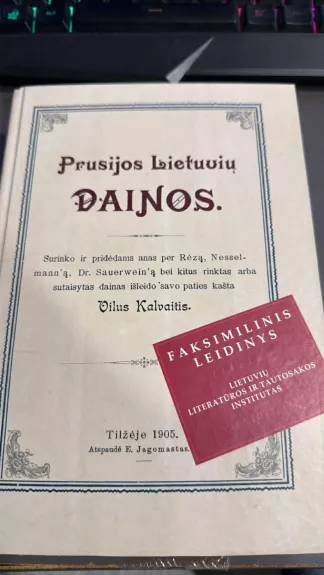 Prusijos Lietuvių
DAINOS.
Surinko ir pridėdams anas per Rėzą, Nessel-
mann'ą, Dr. Sauerwein'ą bei kitus rinktas arba
sutaisytas dainas išleido savo paties kašta
Vilus Kalvaitis.
FAKSIMILINIS
LEIDINYS
LIETUVIŲ
LITERATŪROS IR TAUTOSAKOS
INSTITUTAS
Tilžėje 1905.
Atspaudė E. Jagomastas.